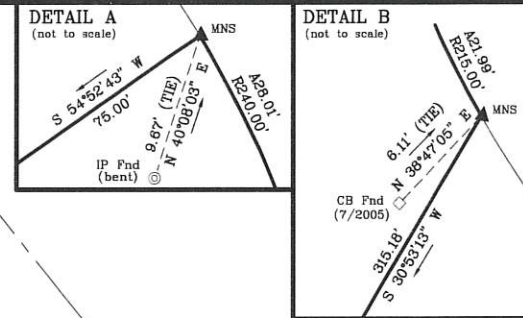 DETAIL A
(not to scale)
MNS
S 54°52'43" W
75.00'
9.67' (TIE)
N 40°08'03" E
A28.01'
R240.00'
IP Fnd
(bent)
DETAIL B
(not to scale)
A21.99'
R215.00'
MNS
6.11' (TIE)
N 38°47'05" E
CB Fnd
(7/2005)
315.18'
S 30°53'13" W